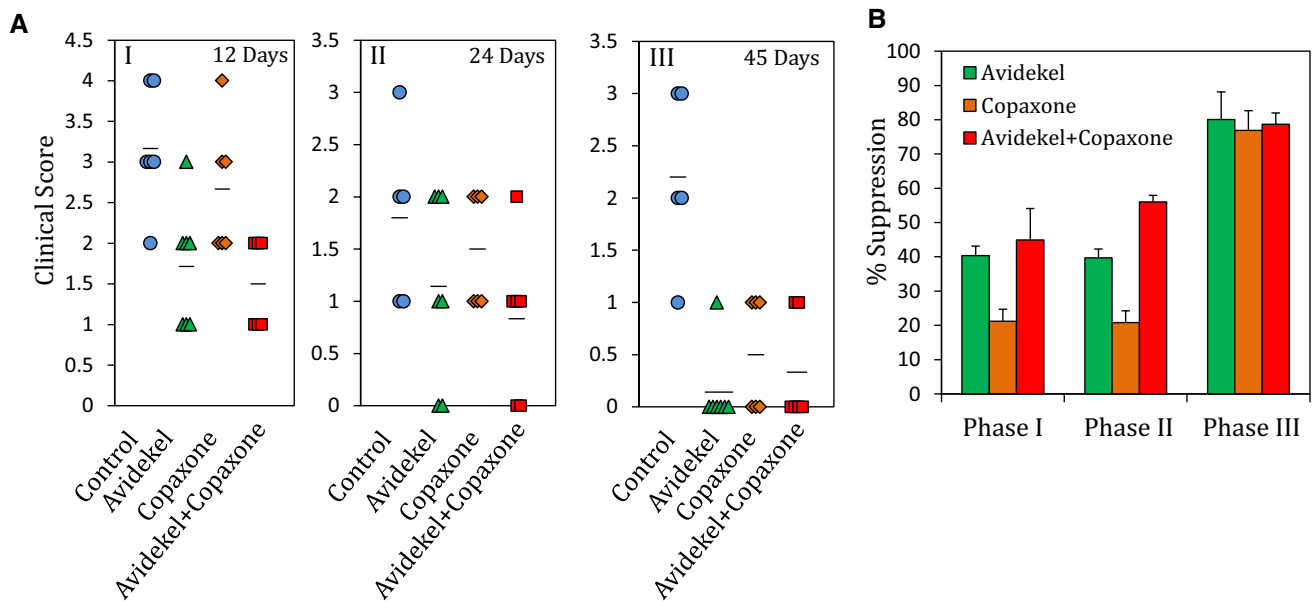 A
Clinical Score
4.5
4
3.5
3
2.5
2
1.5
1
0.5
0
I
12 Days
Control
Avidekel
Copaxone
Avidekel+Copaxone
3.5
3
2.5
2
1.5
1
0.5
0
II
24 Days
Control
Avidekel
Copaxone
Avidekel+Copaxone
3.5
3
2.5
2
1.5
1
0.5
0
III
45 Days
Control
Avidekel
Copaxone
Avidekel+Copaxone
B
% Suppression
100
90
80
70
60
50
40
30
20
10
0
Avidekel
Copaxone
Avidekel+Copaxone
Phase I
Phase II
Phase III